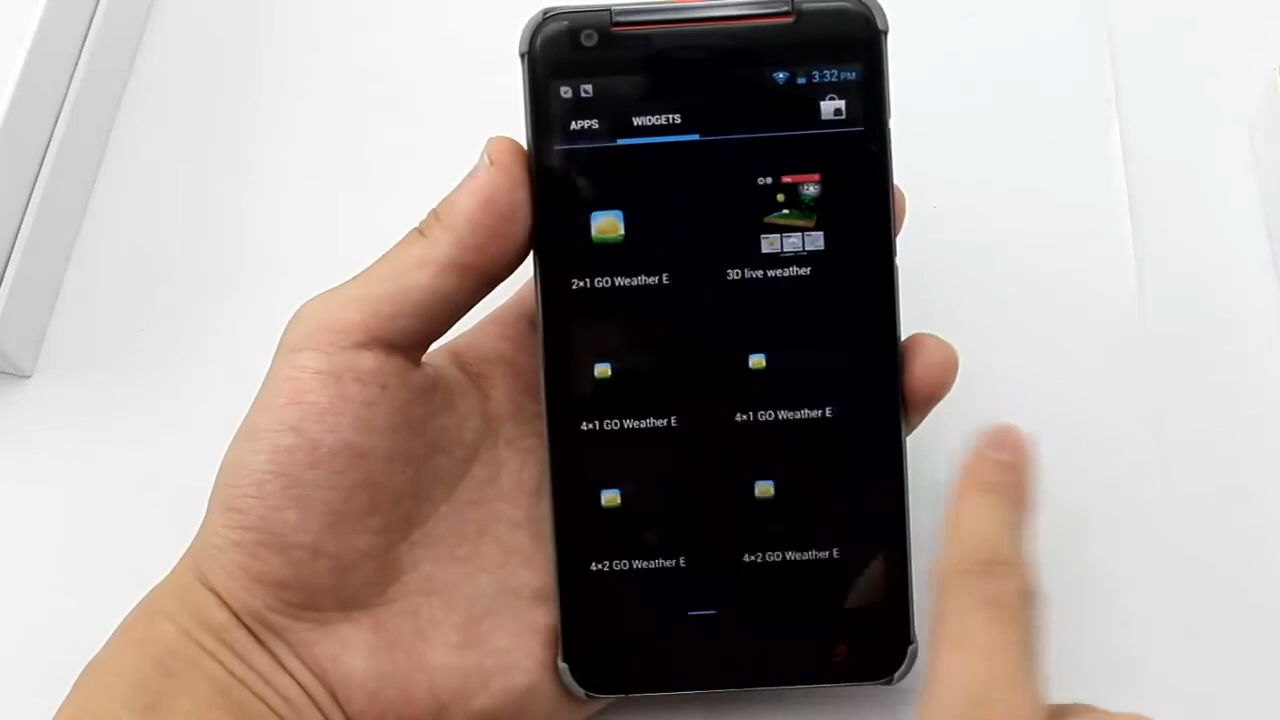 3:32 PM
APPS WIDGETS
12°C
2×1 GO Weather E
3D live weather
4×1 GO Weather E
4×1 GO Weather E
4×2 GO Weather E
4×2 GO Weather E